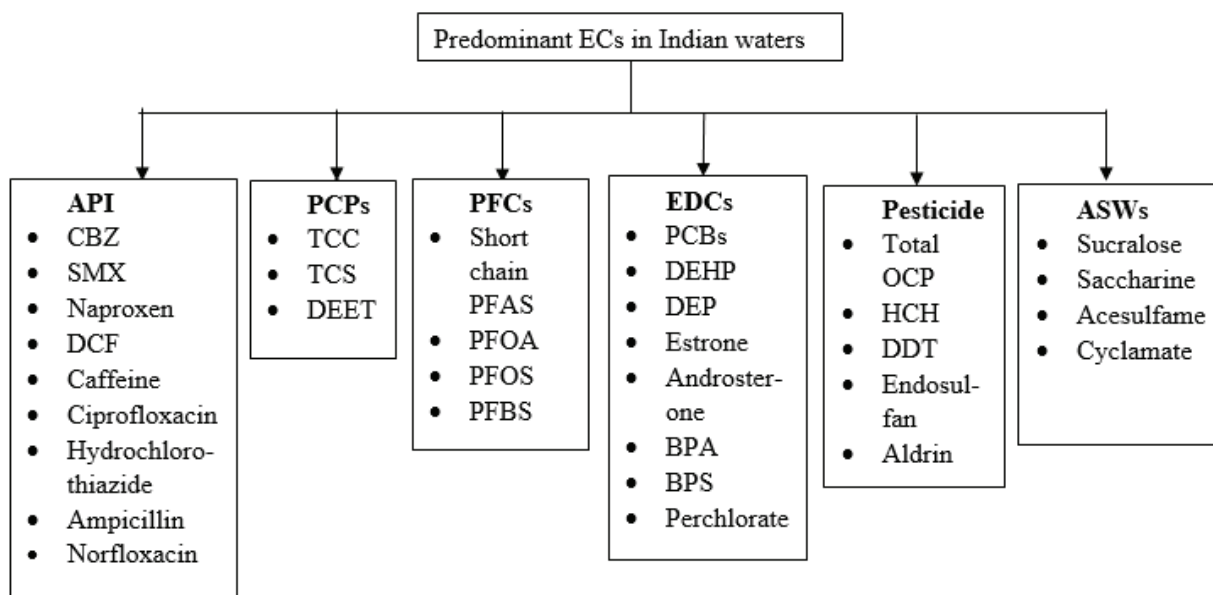 Predominant ECs in Indian waters
API
• CBZ
• SMX
• Naproxen
• DCF
• Caffeine
• Ciprofloxacin
• Hydrochloro-
thiazide
• Ampicillin
• Norfloxacin
PCPs
• TCC
• TCS
• DEET
PFCs
• Short
chain
PFAS
• PFOA
• PFOS
• PFBS
EDCs
• PCBs
• DEHP
• DEP
• Estrone
• Androster-
one
• BPA
• BPS
• Perchlorate
Pesticide
• Total
OCP
• HCH
• DDT
• Endosul-
fan
• Aldrin
ASWs
• Sucralose
• Saccharine
• Acesulfame
• Cyclamate